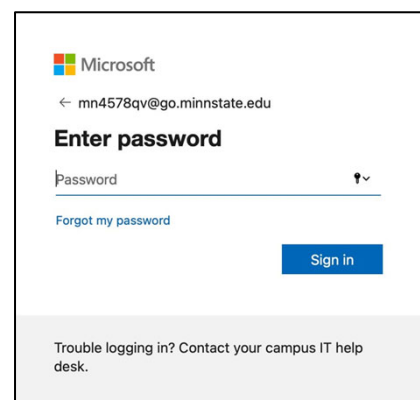 Microsoft
← mn4578qv@go.minnstate.edu
Enter password
Password
Forgot my password
Sign in
Trouble logging in? Contact your campus IT help
desk.